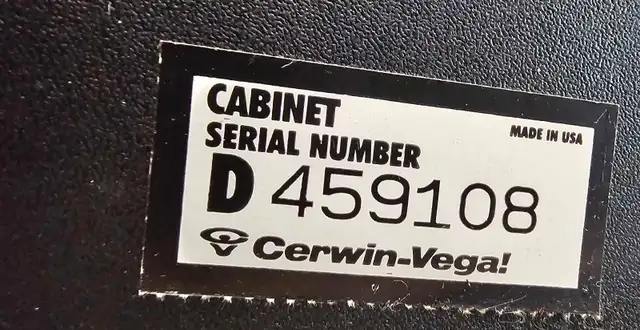 CABINET
MADE IN USA
SERIAL NUMBER
D 459108
Cerwin-Vega!